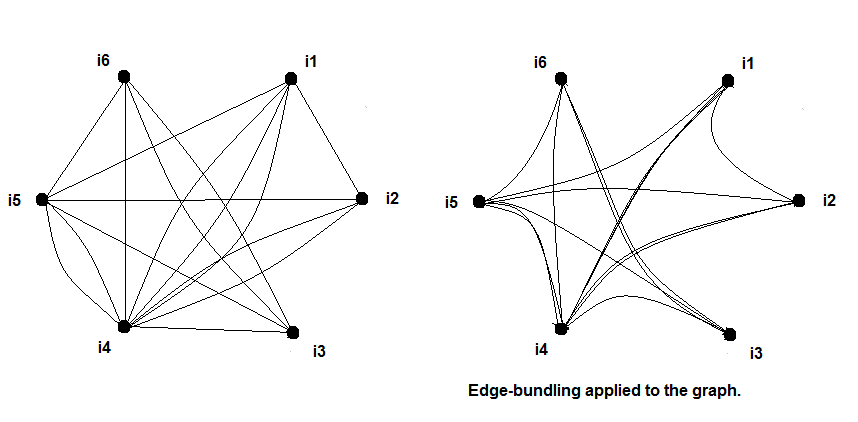 i6
i1
i5
i2
i4
i3
i6
i1
i5
i2
i4
i3
Edge-bundling applied to the graph.